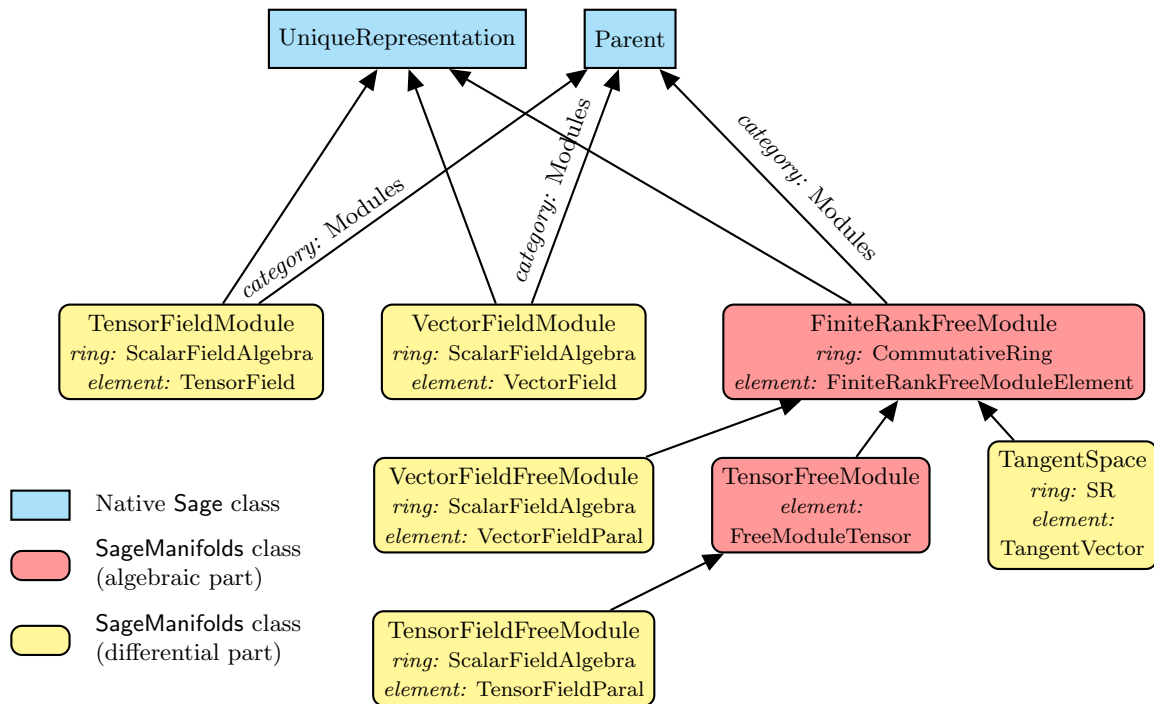 UniqueRepresentation
Parent
category: Modules
category: Modules
category: Modules
TensorFieldModule
ring: ScalarFieldAlgebra
element: TensorField
VectorFieldModule
ring: ScalarFieldAlgebra
element: VectorField
FiniteRankFreeModule
ring: CommutativeRing
element: FiniteRankFreeModuleElement
VectorFieldFreeModule
ring: ScalarFieldAlgebra
element: VectorFieldParal
TensorFreeModule
element:
FreeModuleTensor
TangentSpace
ring: SR
element:
TangentVector
TensorFieldFreeModule
ring: ScalarFieldAlgebra
element: TensorFieldParal
Native Sage class
SageManifolds class
(algebraic part)
SageManifolds class
(differential part)